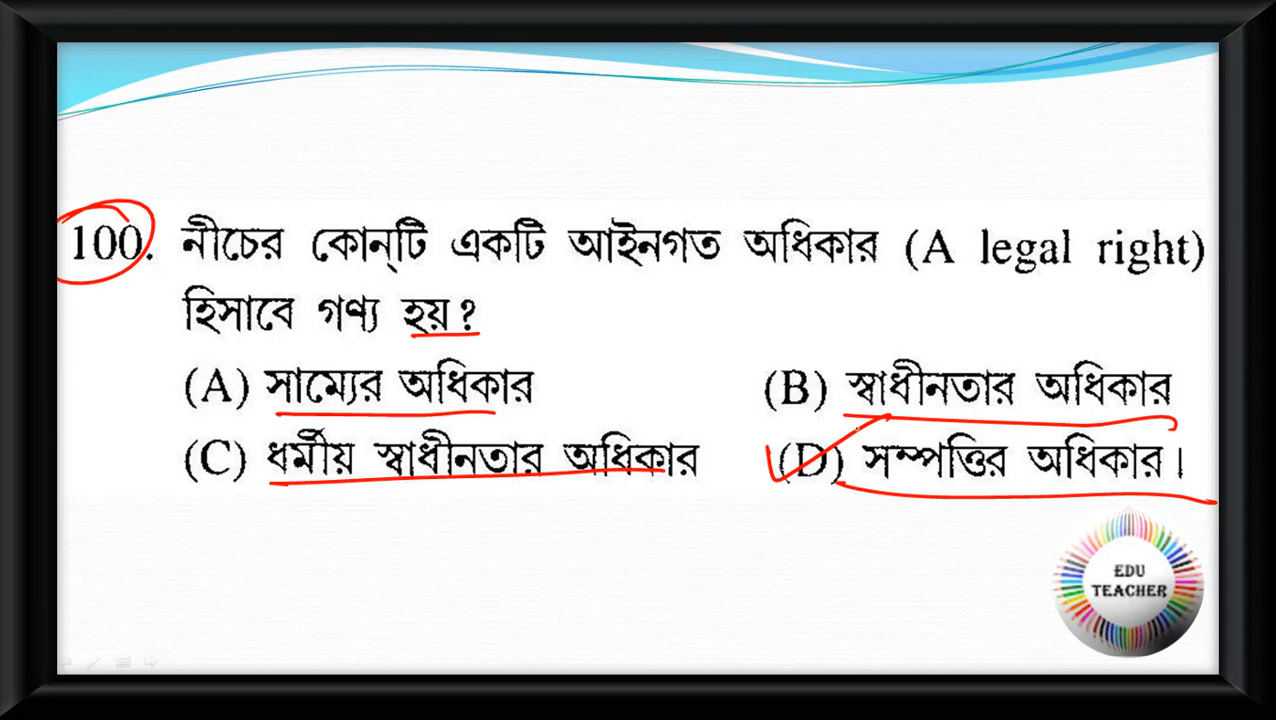 100. নীচের কোন্‌টি একটি আইনগত অধিকার (A legal right)
হিসাবে গণ্য হয় ?
(A) সাম্যের অধিকার (B) স্বাধীনতার অধিকার
(C) ধর্মীয় স্বাধীনতার অধিকার (D) সম্পত্তির অধিকার।
EDU
TEACHER